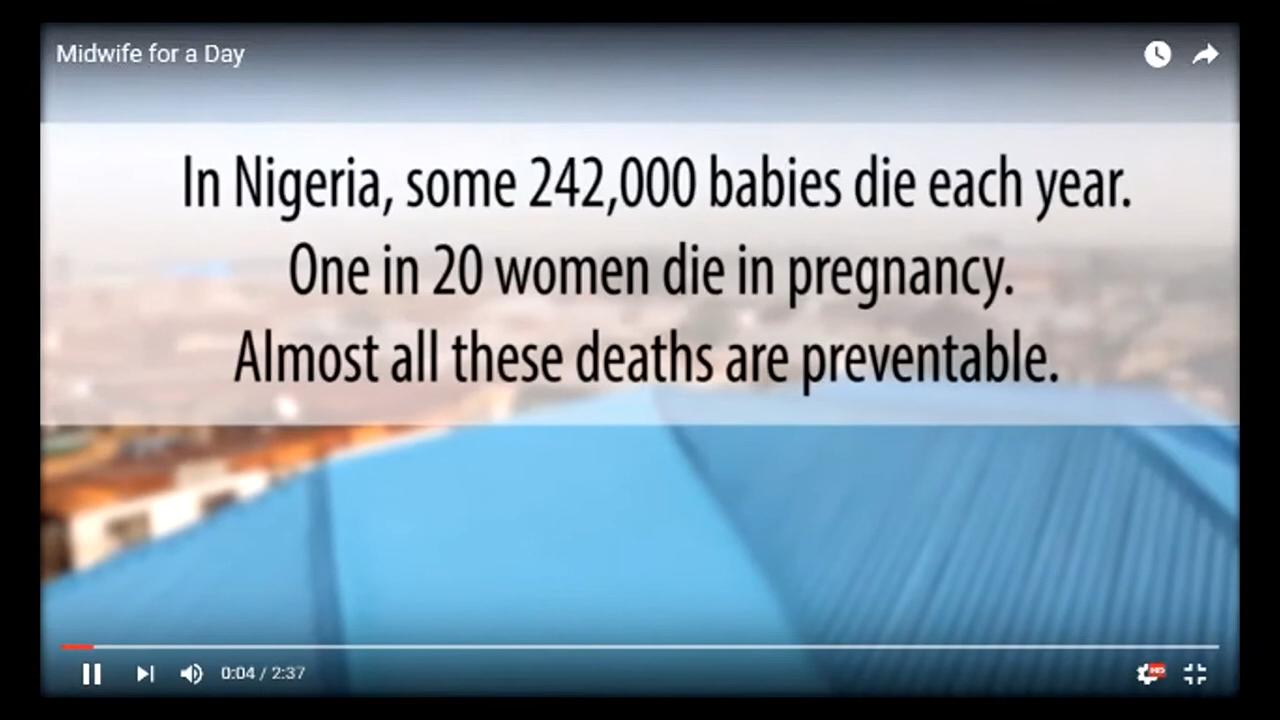 Midwife for a Day
In Nigeria, some 242,000 babies die each year.
One in 20 women die in pregnancy.
Almost all these deaths are preventable.
0:04 / 2:37
HD